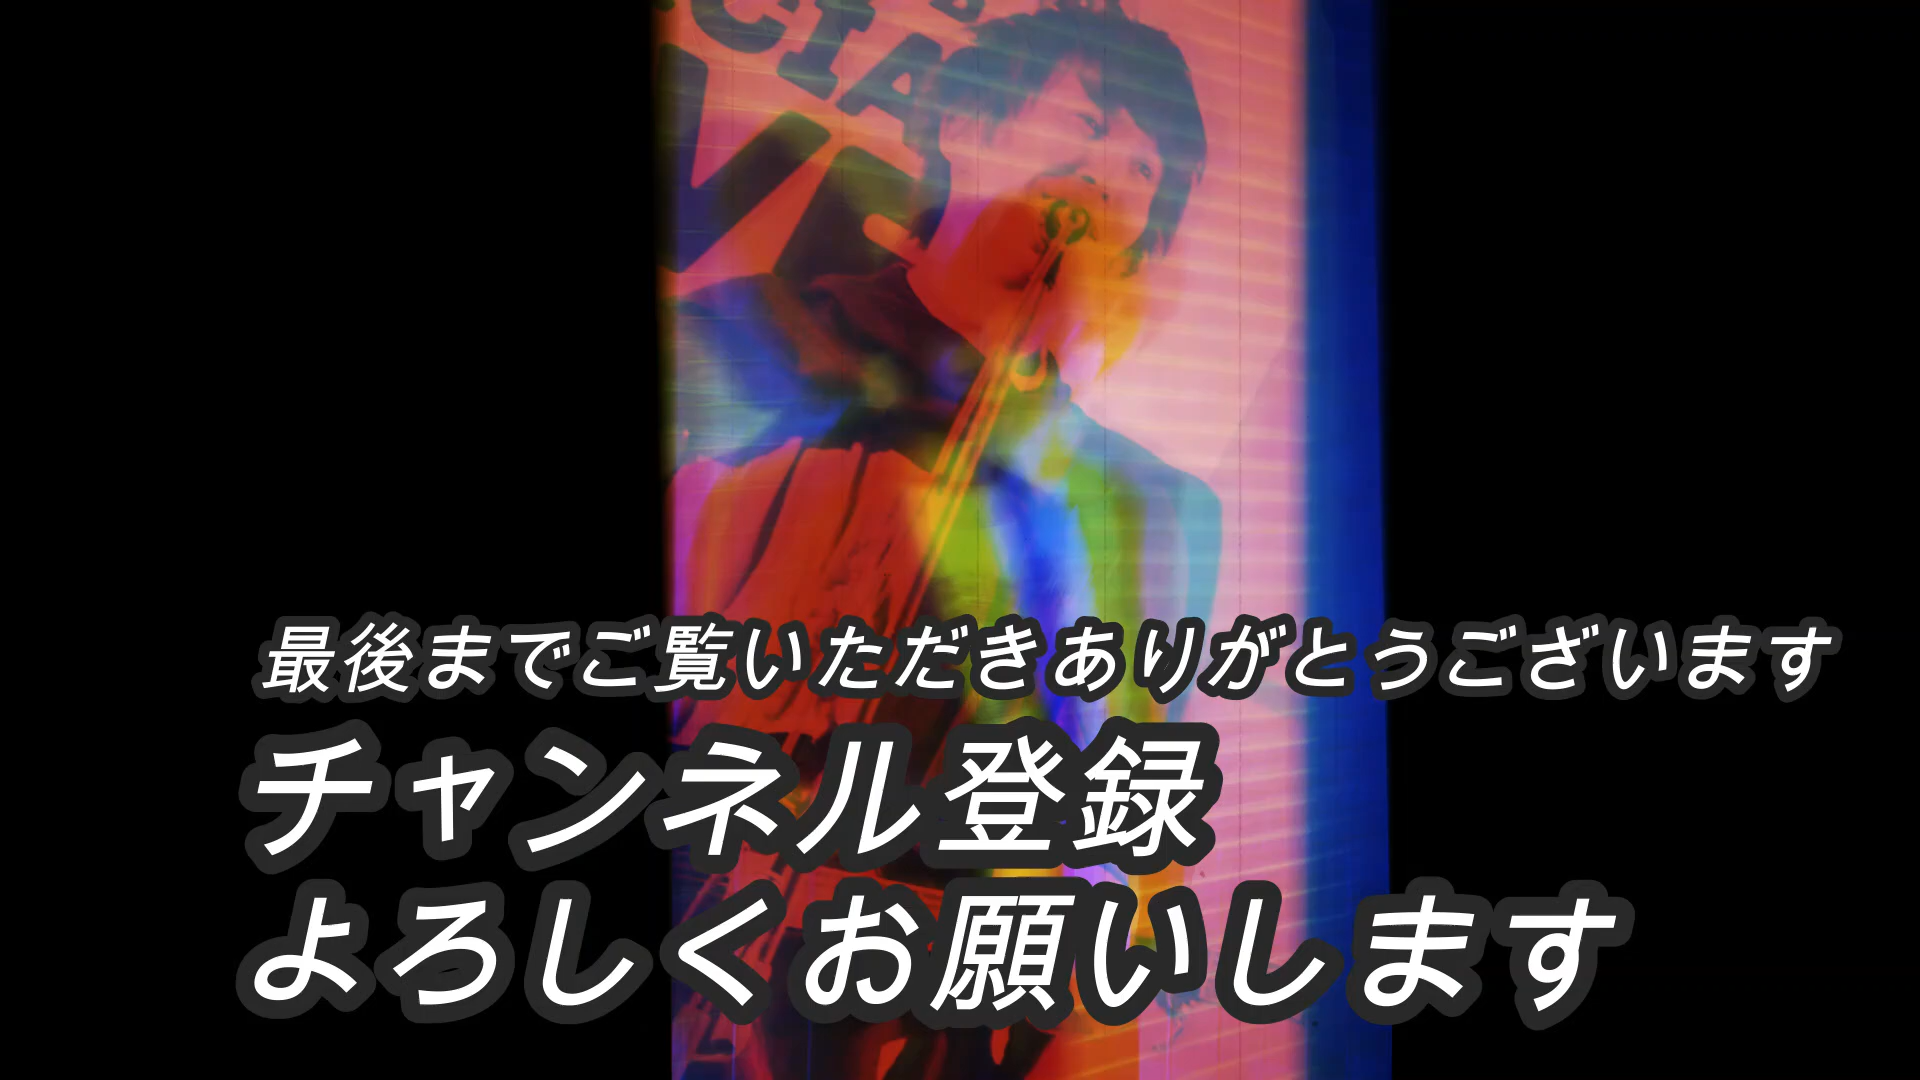 CIA
最後までご覧いただきありがとうございます
チャンネル登録
よろしくお願いします